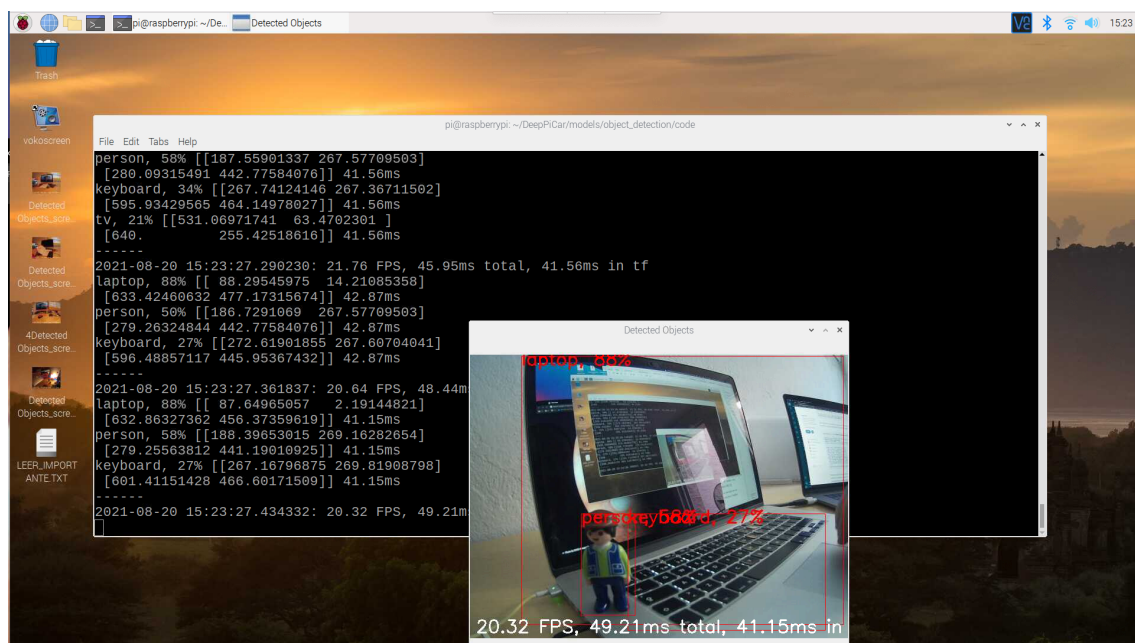 pi@raspberrypi: ~/De...
Detected Objects
15:23
Trash
vokoscreen
Detected
Objects_scre...
Detected
Objects_scre...
4Detected
Objects_scre...
Detected
Objects_scre...
LEER_IMPORT
ANTE.TXT
pi@raspberrypi: ~/DeepPiCar/models/object_detection/code
File Edit Tabs Help
person, 58% [[187.55901337 267.57709503]
[280.09315491 442.77584076]] 41.56ms
keyboard, 34% [[267.74124146 267.36711502]
[595.93429565 464.14978027]] 41.56ms
tv, 21% [[531.06971741 63.4702301 ]
[640. 255.42518616]] 41.56ms
------
2021-08-20 15:23:27.290230: 21.76 FPS, 45.95ms total, 41.56ms in tf
laptop, 88% [[ 88.29545975 14.21085358]
[633.42460632 477.17315674]] 42.87ms
person, 50% [[186.7291069 267.57709503]
[279.26324844 442.77584076]] 42.87ms
keyboard, 27% [[272.61901855 267.60704041]
[596.48857117 445.95367432]] 42.87ms
------
2021-08-20 15:23:27.361837: 20.64 FPS, 48.44m
laptop, 88% [[ 87.64965057 2.19144821]
[632.86327362 456.37359619]] 41.15ms
person, 58% [[188.39653015 269.16282654]
[279.25563812 441.19010925]] 41.15ms
keyboard, 27% [[267.16796875 269.81908798]
[601.41151428 466.60171509]] 41.15ms
------
2021-08-20 15:23:27.434332: 20.32 FPS, 49.21m
Detected Objects
laptop, 88%
person, 58%
keyboard, 27%
20.32 FPS, 49.21ms total, 41.15ms in